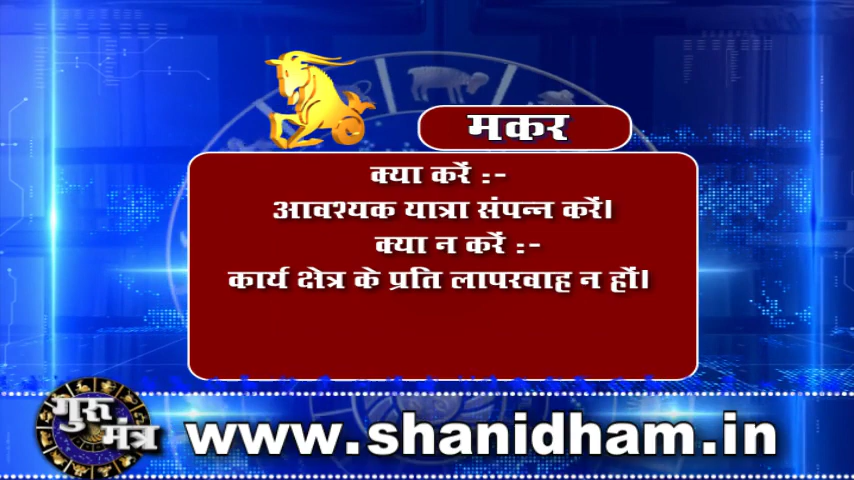 मकर
क्या करें :-
आवश्यक यात्रा संपन्न करें।
क्या न करें :-
कार्य क्षेत्र के प्रति लापरवाह न हों।
गुरु
मंत्र
www.shanidham.in